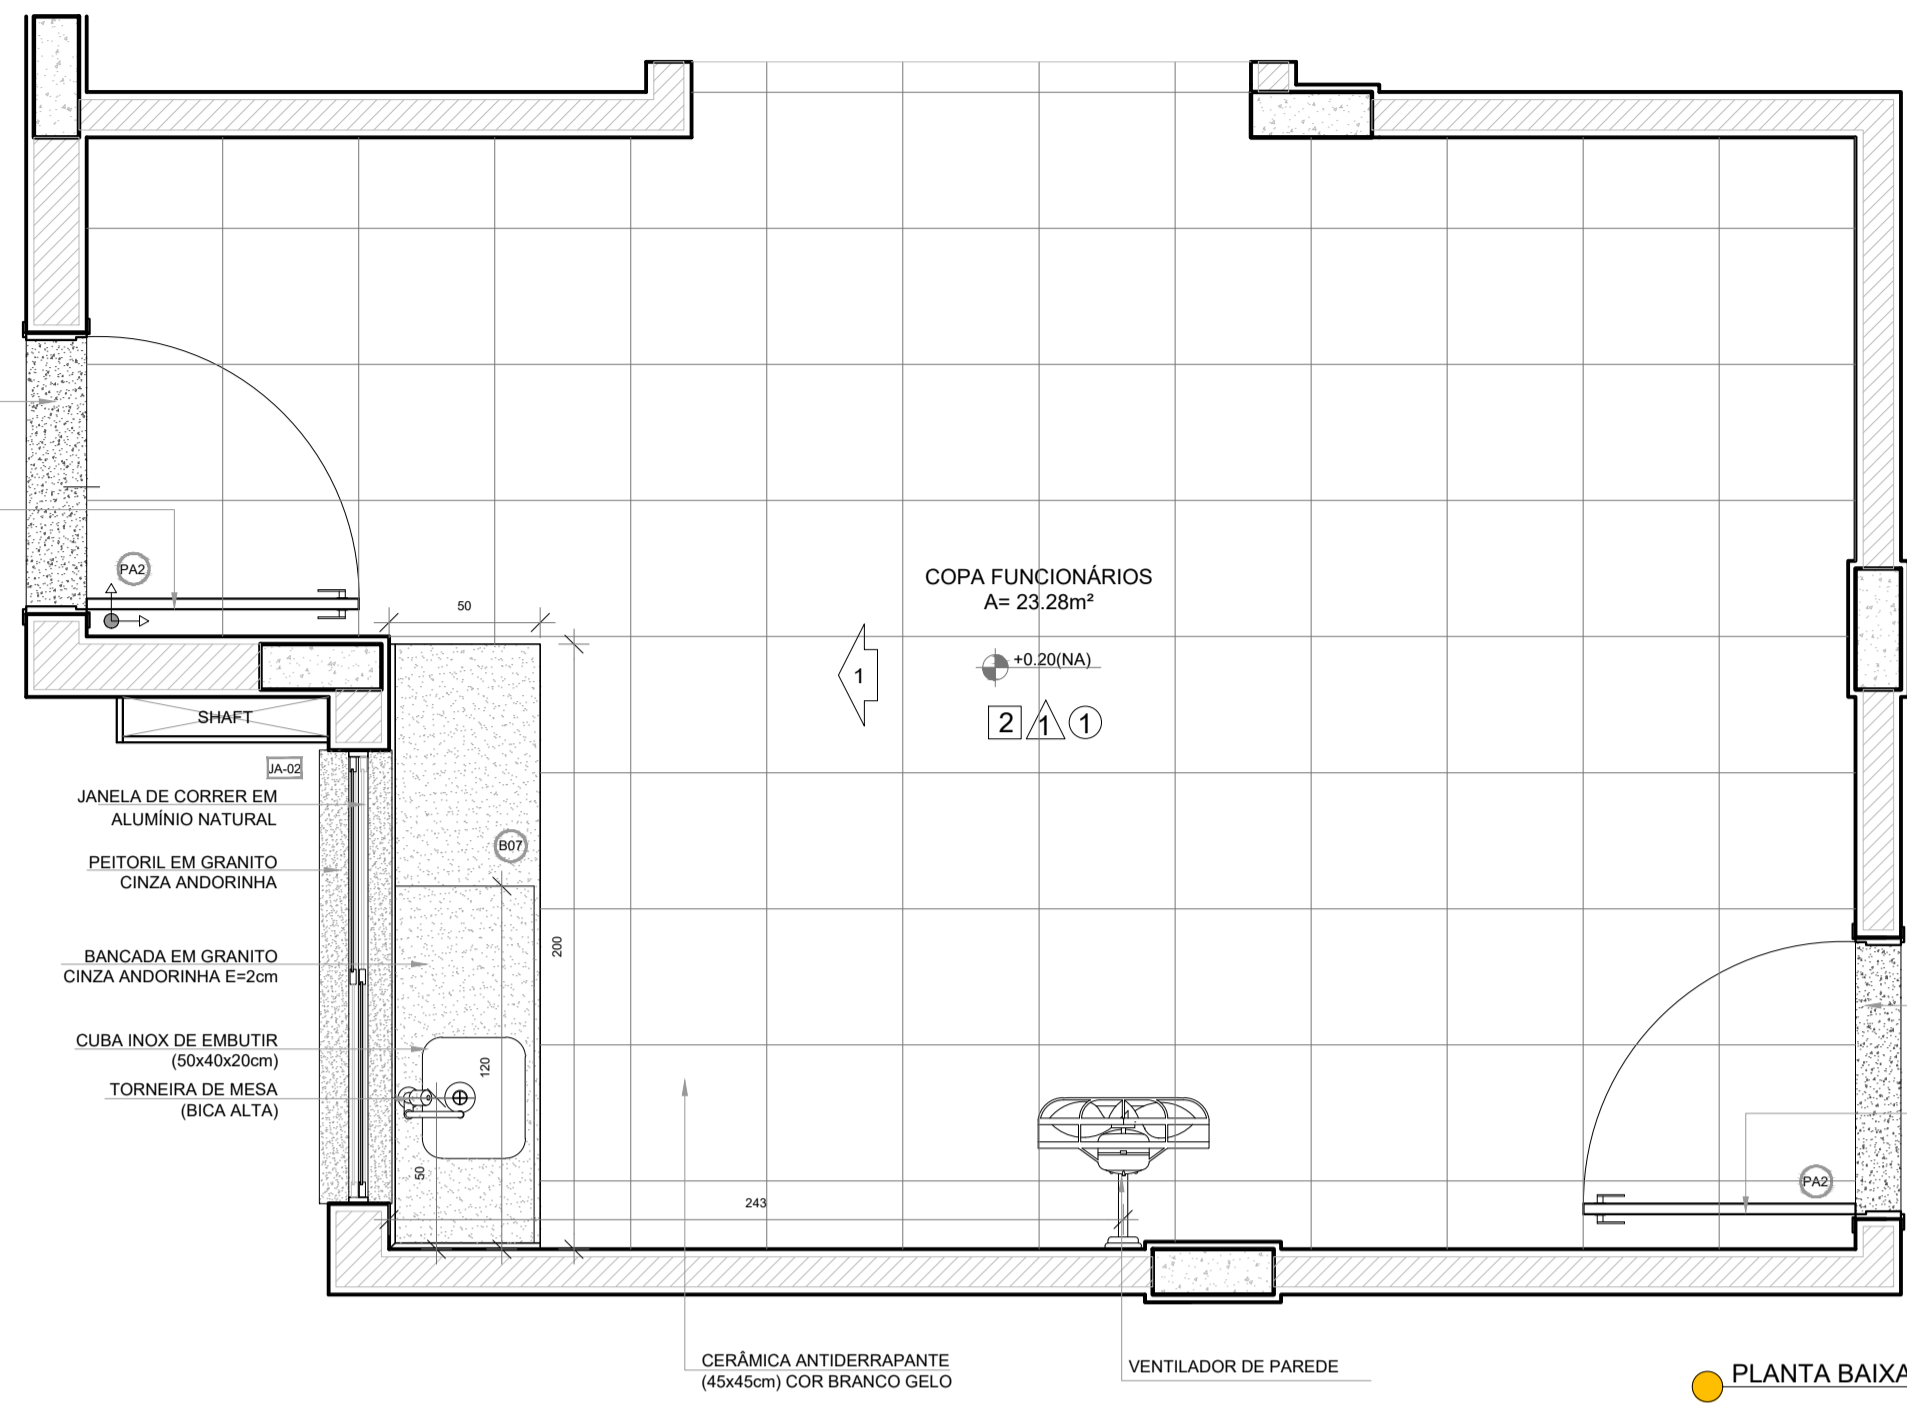 COPA FUNCIONÁRIOS
A= 23.28m²
+0.20(NA)
1
2 1 1
PA2
50
SHAFT
JA-02
JANELA DE CORRER EM
ALUMÍNIO NATURAL
PEITORIL EM GRANITO
CINZA ANDORINHA
B07
BANCADA EM GRANITO
CINZA ANDORINHA E=2cm
200
CUBA INOX DE EMBUTIR
(50x40x20cm)
120
TORNEIRA DE MESA
(BICA ALTA)
50
243
1
PA2
CERÂMICA ANTIDERRAPANTE
(45x45cm) COR BRANCO GELO
VENTILADOR DE PAREDE
PLANTA BAIXA